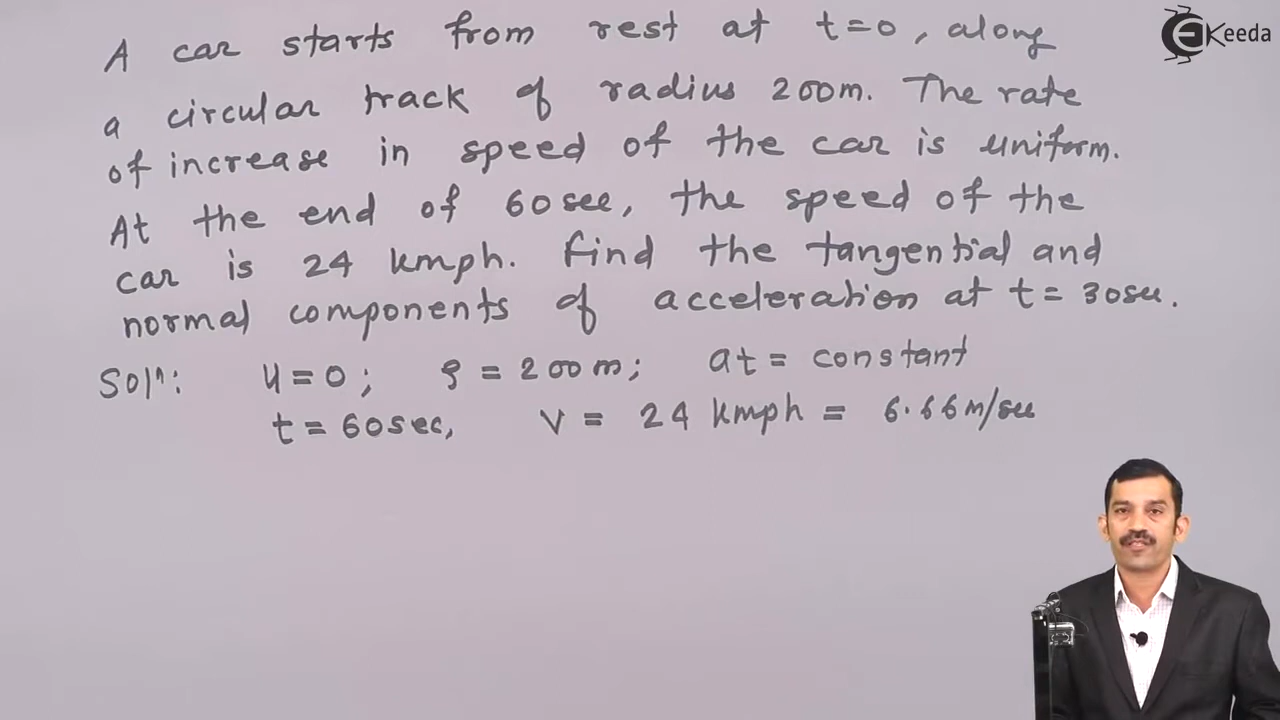 Keeda
A car starts from rest at t=0, along
a circular track of radius 200m. The rate
of increase in speed of the car is uniform.
At the end of 60sec, the speed of the
car is 24 kmph. Find the tangential and
normal components of acceleration at t= 30sec.
Solⁿ: u=0; ρ = 200m; at = constant
t = 60sec, v = 24 kmph = 6.66m/sec